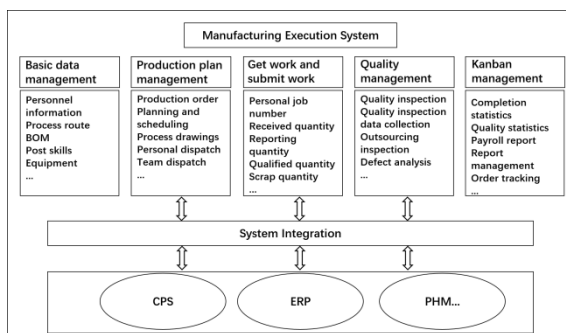 Manufacturing Execution System
Basic data
management
Personnel
information
Process route
BOM
Post skills
Equipment
...
Production plan
management
Production order
Planning and
scheduling
Process drawings
Personal dispatch
Team dispatch
...
Get work and
submit work
Personal job
number
Received quantity
Reporting
quantity
Qualified quantity
Scrap quantity
...
Quality
management
Quality inspection
Quality inspection
data collection
Outsourcing
inspection
Defect analysis
...
Kanban
management
Completion
statistics
Quality statistics
Payroll report
Report
management
Order tracking
...
System Integration
CPS
ERP
PHM...